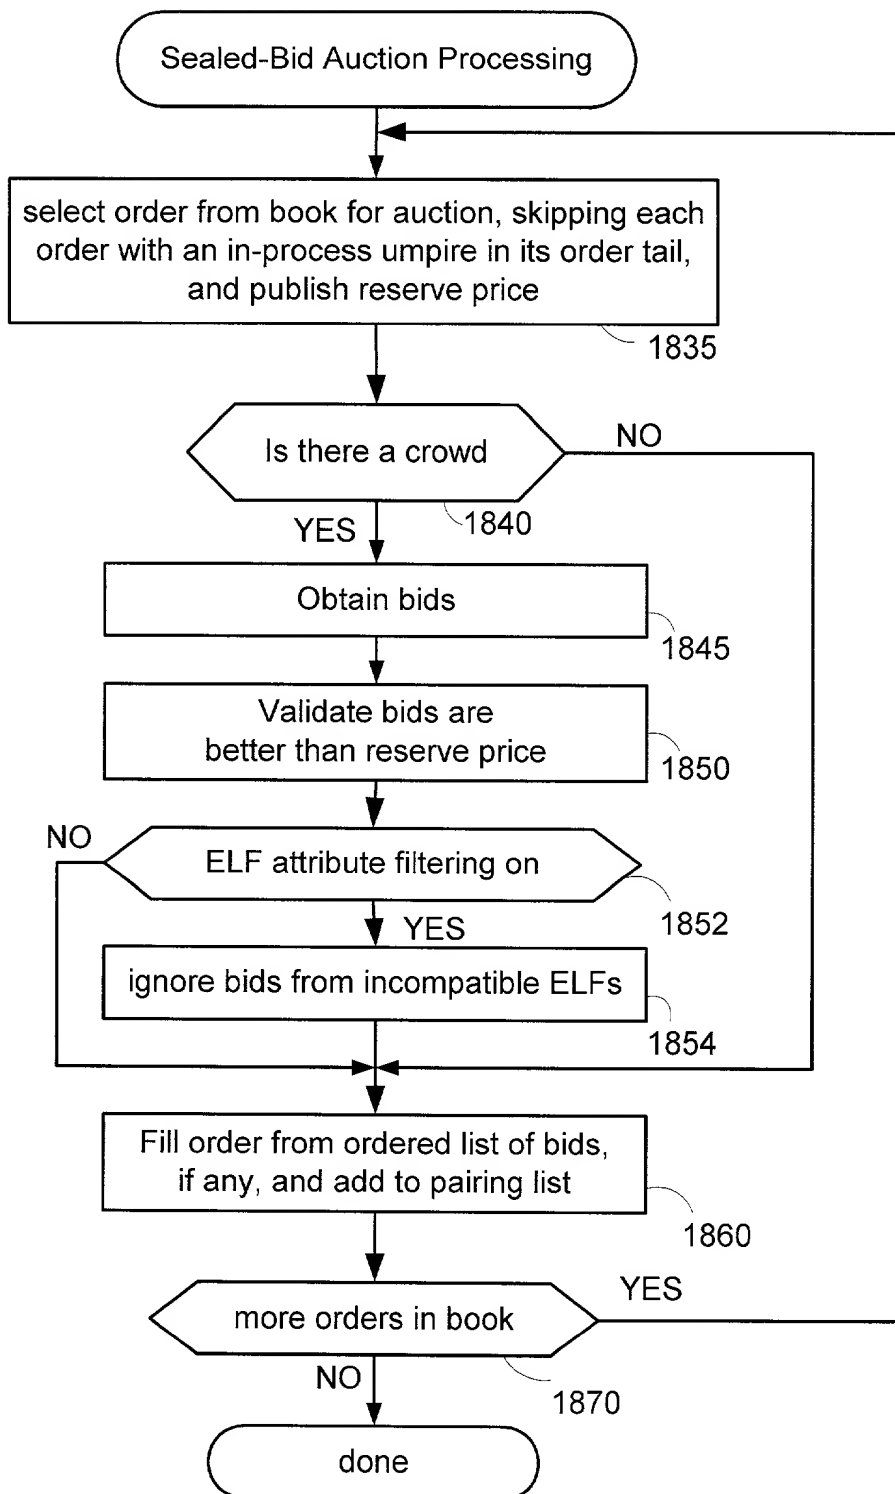 Sealed-Bid Auction Processing
select order from book for auction, skipping each
order with an in-process umpire in its order tail,
and publish reserve price
1835
Is there a crowd
NO
1840
YES
Obtain bids
1845
Validate bids are
better than reserve price
1850
NO
ELF attribute filtering on
1852
YES
ignore bids from incompatible ELFs
1854
Fill order from ordered list of bids,
if any, and add to pairing list
1860
YES
more orders in book
NO
1870
done